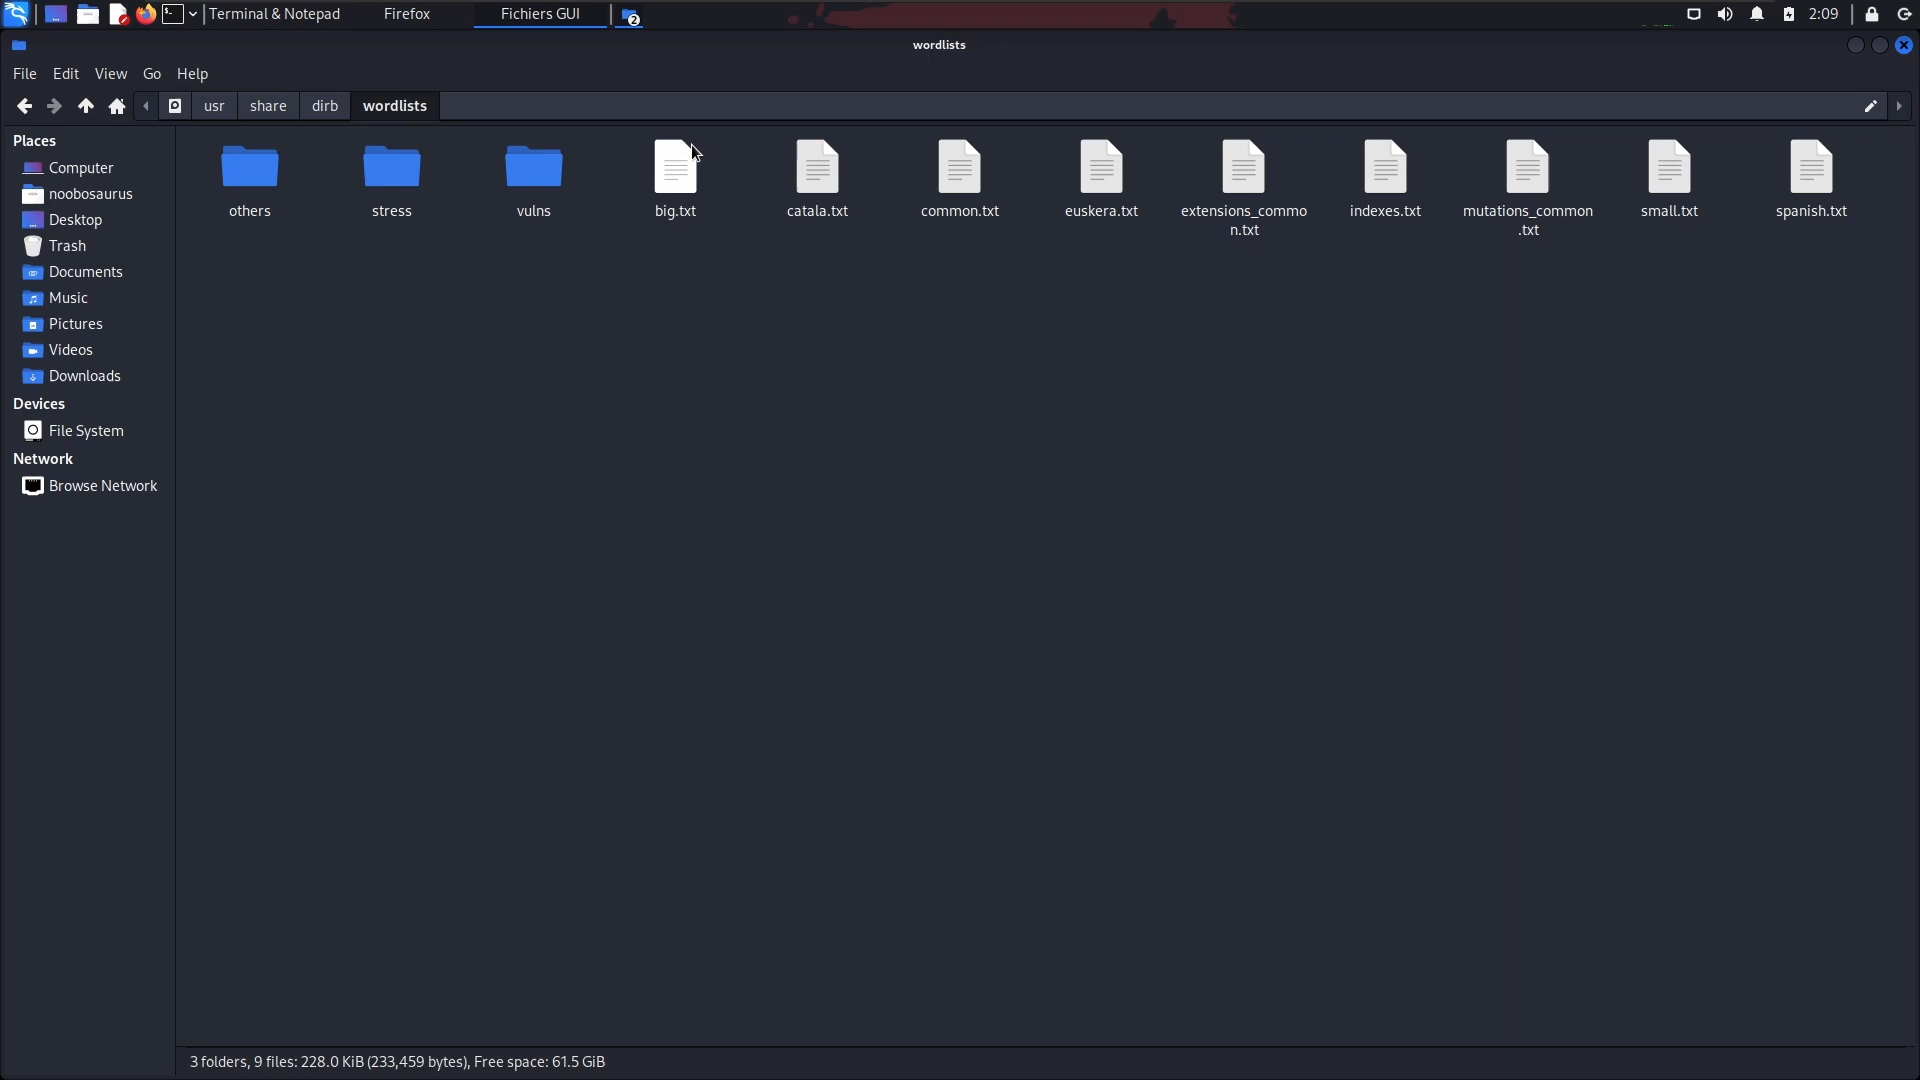 Terminal & Notepad Firefox Fichiers GUI 2 2:09
wordlists
File Edit View Go Help
usr share dirb wordlists
Places
Computer
noobosaurus
Desktop
Trash
Documents
Music
Pictures
Videos
Downloads
Devices
File System
Network
Browse Network
others stress vulns big.txt catala.txt common.txt euskera.txt extensions_commo indexes.txt mutations_common small.txt spanish.txt
n.txt .txt
3 folders, 9 files: 228.0 KiB (233,459 bytes), Free space: 61.5 GiB